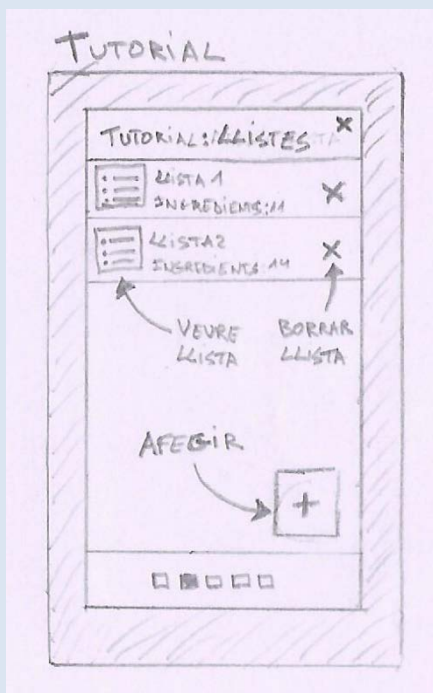 TUTORIAL
TUTORIAL: LLISTES
X
LLISTA 1
INGREDIENTS: 11
X
LLISTA 2
INGREDIENTS: 14
X
VEURE
LLISTA
BORRAR
LLISTA
AFEGIR
+